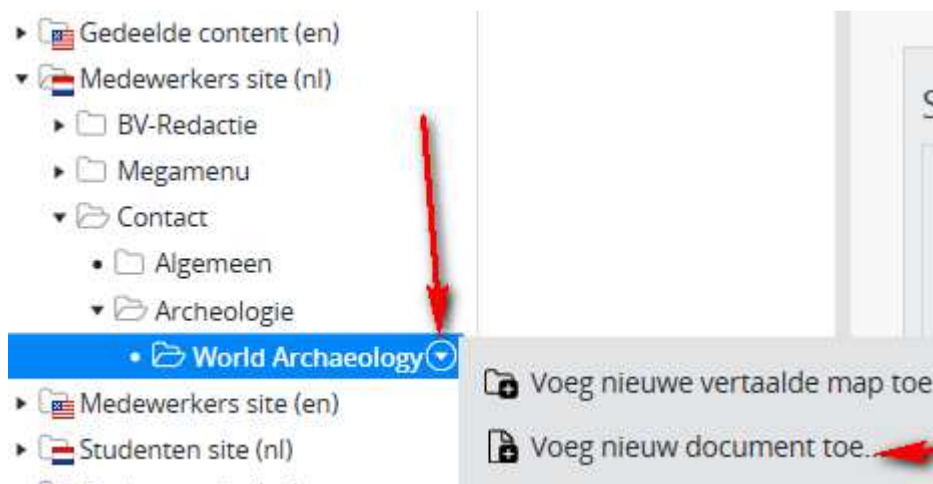 Gedeelde content (en)
Medewerkers site (nl)
BV-Redactie
Megamenu
Contact
Algemeen
Archeologie
World Archaeology
Medewerkers site (en)
Studenten site (nl)
Voeg nieuwe vertaalde map toe
Voeg nieuw document toe...